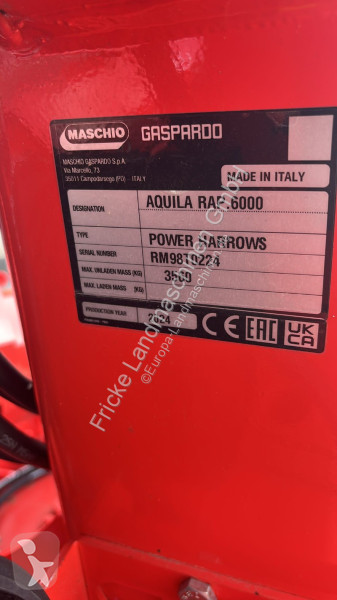 MASCHIO GASPARDO
MASCHIO GASPARDO S.p.A.
Via Marcello, 73
35011 Campodarsego (PD) - ITALY
MADE IN ITALY
DESIGNATION AQUILA RAP 6000
TYPE POWER HARROWS
SERIAL NUMBER
MAX. UNLADEN MASS (KG) 3500
MAX. LADEN MASS (KG)
PRODUCTION YEAR 2024
CE EAC UK CA
Fricke Landmaschinen GmbH
©Europa-Landmaschinen